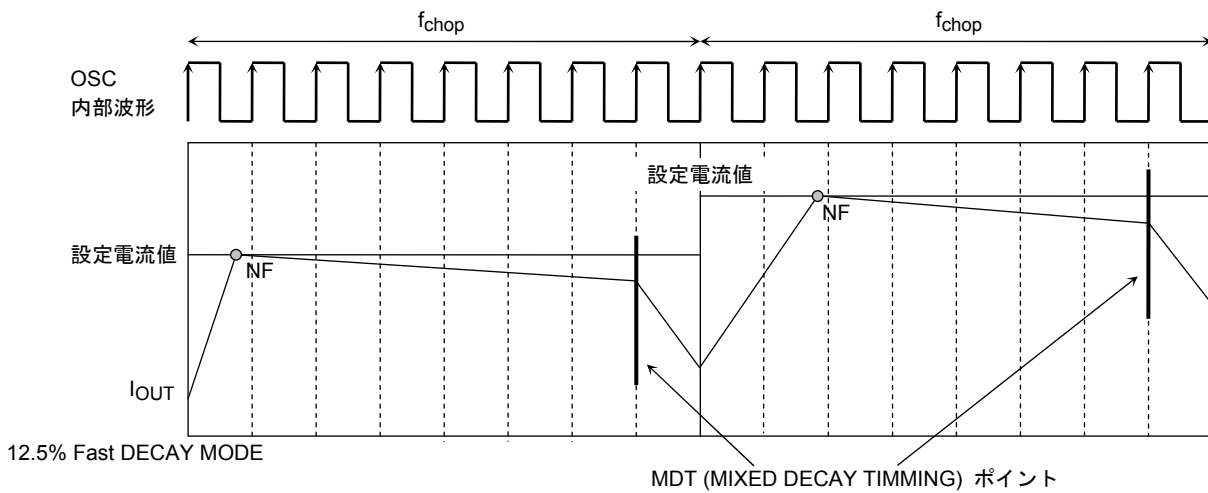 fchop
fchop
OSC
内部波形
設定電流値
NF
設定電流値
NF
IOUT
12.5% Fast DECAY MODE
MDT (MIXED DECAY TIMMING) ポイント